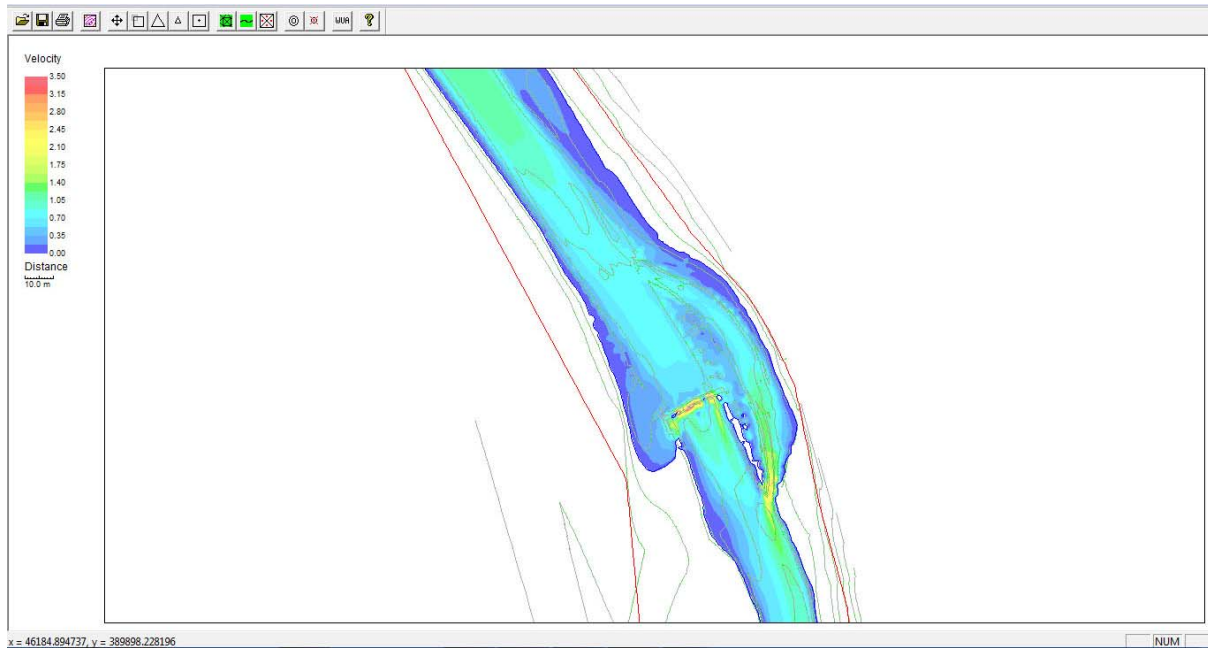 WUA
?
Velocity
3.50
3.15
2.80
2.45
2.10
1.75
1.40
1.05
0.70
0.35
0.00
Distance
10.0 m
x = 46184.894737, y = 389898.228196
NUM